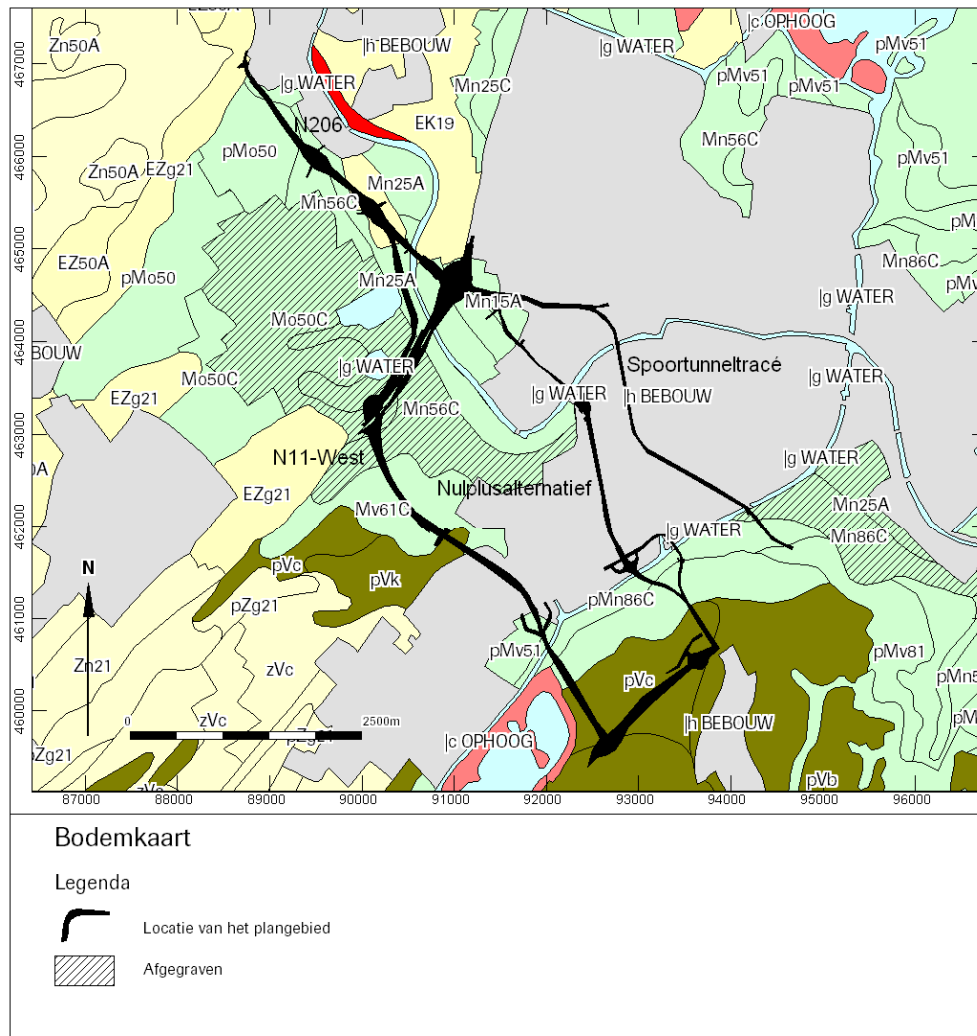 Zn50A
|h BEBOUW
|c OPHOOG
|g WATER
pMv51
467000
|g WATER
Mn25C
pMv51
pMv51
N206
EK19
Mn56C
466000
pMo50
Zn50A
EZg21
pMv51
Mn25A
Mn56C
465000
EZ50A
pMo50
Mn86C
Mn25A
|g WATER
Mn15A
Mo50C
464000
BEBOUW
|g WATER
Spoortunneltracé
|g WATER
Mo50C
EZg21
|g WATER
|h BEBOUW
Mn56C
463000
N11-West
|g WATER
Nulplusalternatief
EZg21
Mn25A
Mv61C
462000
|g WATER
Mn86C
N
pVc
pVk
pMn86C
461000
pZg21
pMv51
pMv81
Zn21
zVc
pVc
460000
0
2500m
zVc
|c OPHOOG
|h BEBOUW
pZg21
pVb
87000 88000 89000 90000 91000 92000 93000 94000 95000 96000
Bodemkaart
Legenda
Locatie van het plangebied
Afgegraven